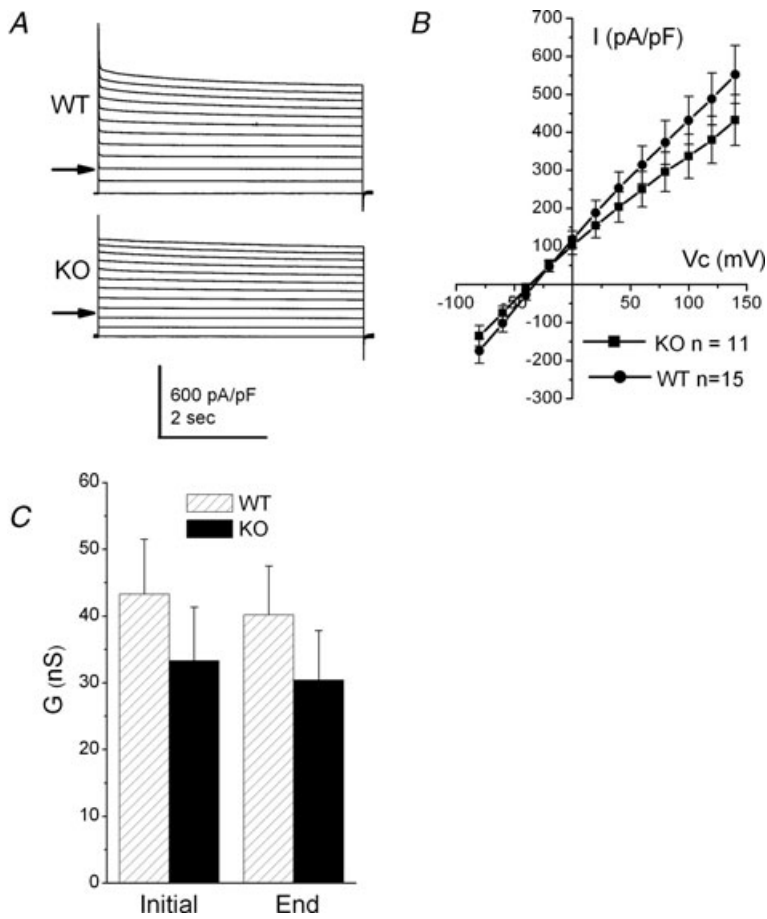 A
WT
KO
600 pA/pF
2 sec
B
I (pA/pF)
700
600
500
400
300
200
100
-100
-200
-300
-100
-50
0
50
100
150
Vc (mV)
KO n = 11
WT n=15
C
WT
KO
G (nS)
60
50
40
30
20
10
0
Initial
End